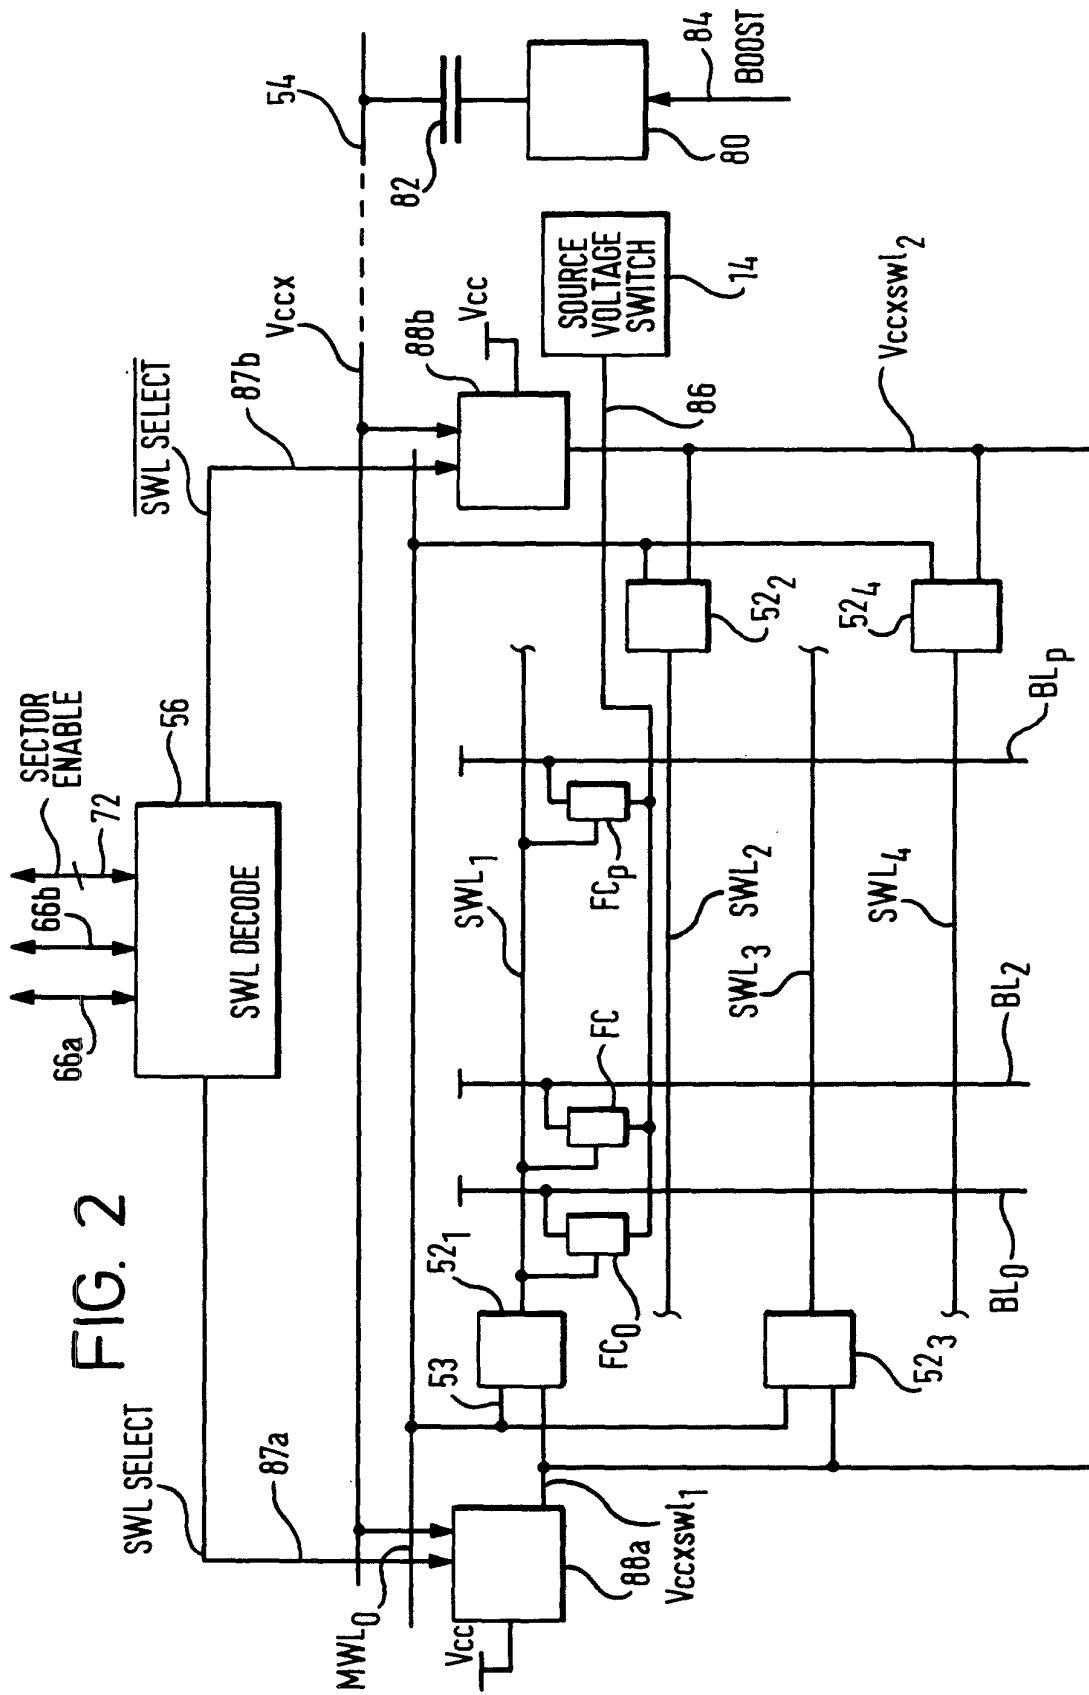 FIG. 2
66a
66b
72
SECTOR
ENABLE
56
SWL DECODE
SWL SELECT
87a
SWL SELECT
87b
Vccx
54
MWL0
Vcc
88a
Vccxswl1
53
521
SWL1
88b
Vcc
82
80
84
BOOST
SOURCE
VOLTAGE
SWITCH
14
86
FC0
FC
FCp
SWL2
522
Vccxswl2
SWL3
523
SWL4
524
BL0
BL2
BLp